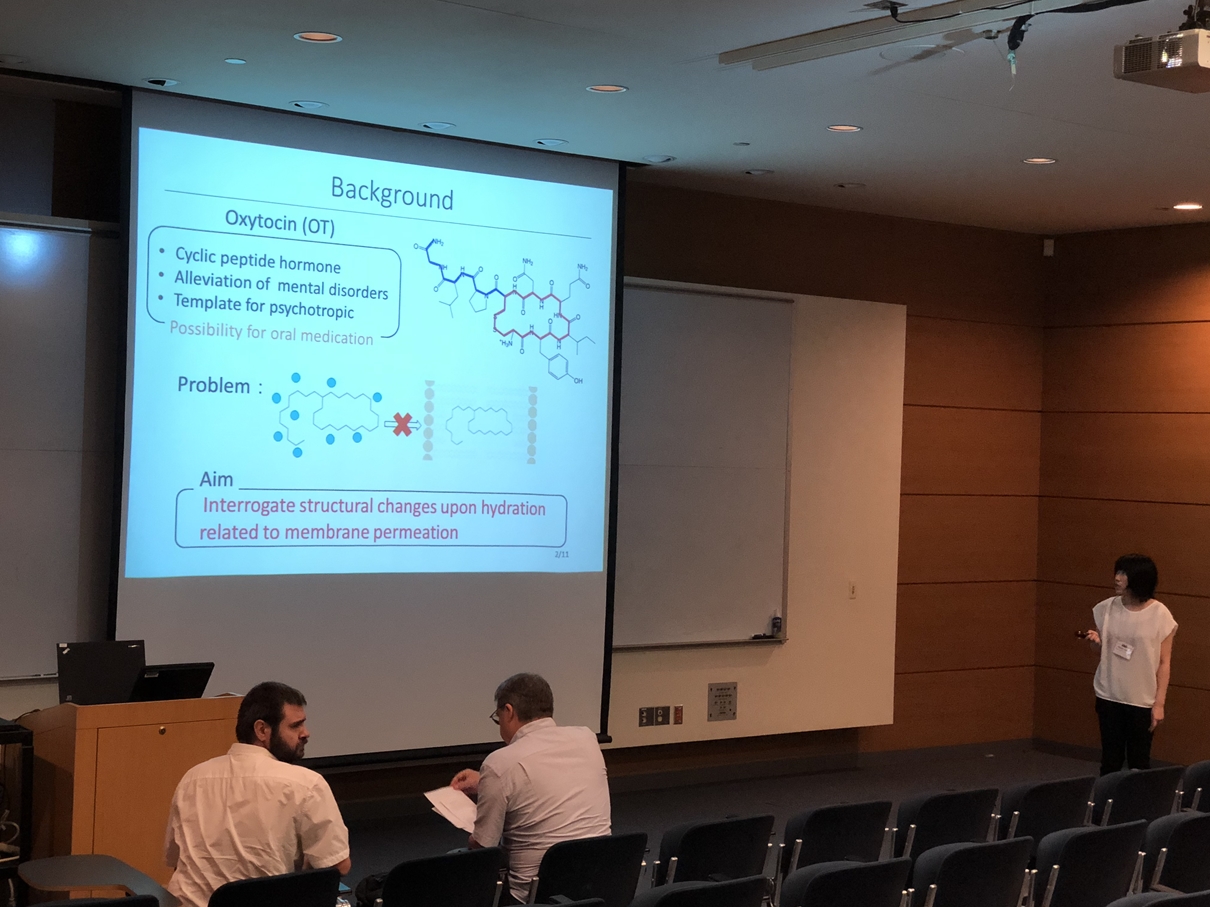 Background
Oxytocin (OT)
• Cyclic peptide hormone
• Alleviation of mental disorders
• Template for psychotropic
Possibility for oral medication
Problem :
Aim
Interrogate structural changes upon hydration
related to membrane permeation
2/11